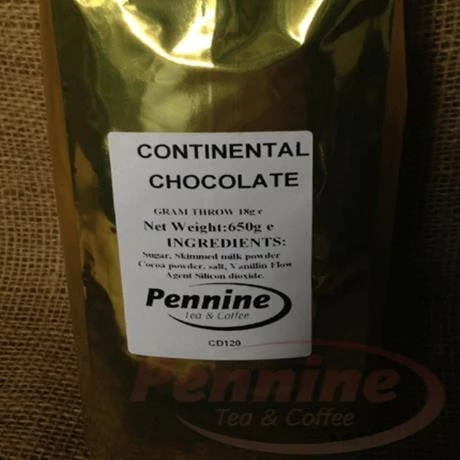 CONTINENTAL
CHOCOLATE
GRAM THROW 18g e
Net Weight:650g e
INGREDIENTS:
Sugar, Skimmed milk powder
Cocoa powder, salt, Vanillin Flow
Agent Silicon dioxide.
Pennine
Tea & Coffee
CD120
Pennine
Tea & Coffee